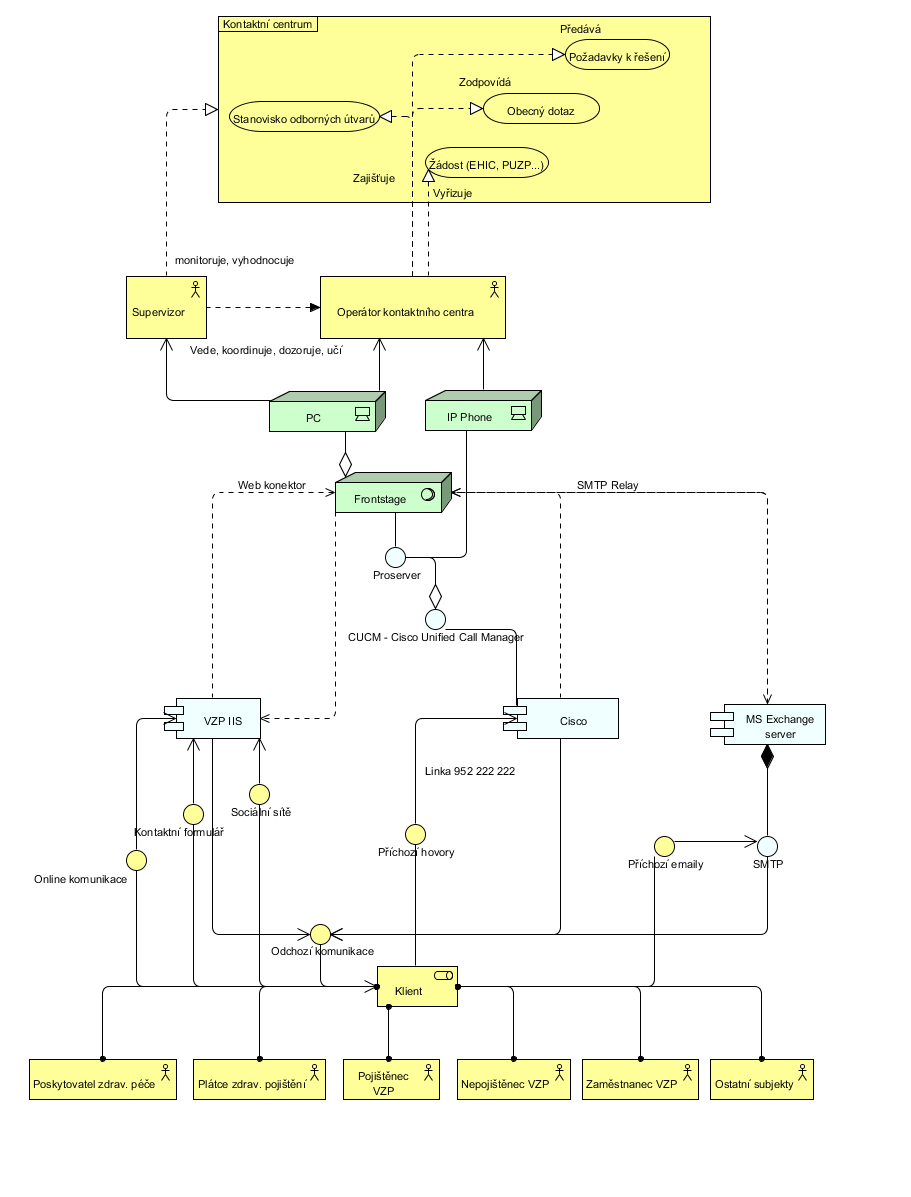 Kontaktní centrum
Předává
Požadavky k řešení
Zodpovídá
Obecný dotaz
Stanovisko odborných útvarů
Žádost (EHIC, PUZP...)
Zajišťuje
Vyřizuje
monitoruje, vyhodnocuje
Supervizor
Operátor kontaktního centra
Vede, koordinuje, dozoruje, učí
PC
IP Phone
Web konektor
Frontstage
SMTP Relay
Proserver
CUCM - Cisco Unified Call Manager
VZP IIS
Cisco
MS Exchange
server
Linka 952 222 222
Sociální sítě
Kontaktní formulář
Příchozí hovory
Příchozí emaily
SMTP
Online komunikace
Odchozí komunikace
Klient
Poskytovatel zdrav. péče
Plátce zdrav. pojištění
Pojištěnec
VZP
Nepojištěnec VZP
Zaměstnanec VZP
Ostatní subjekty